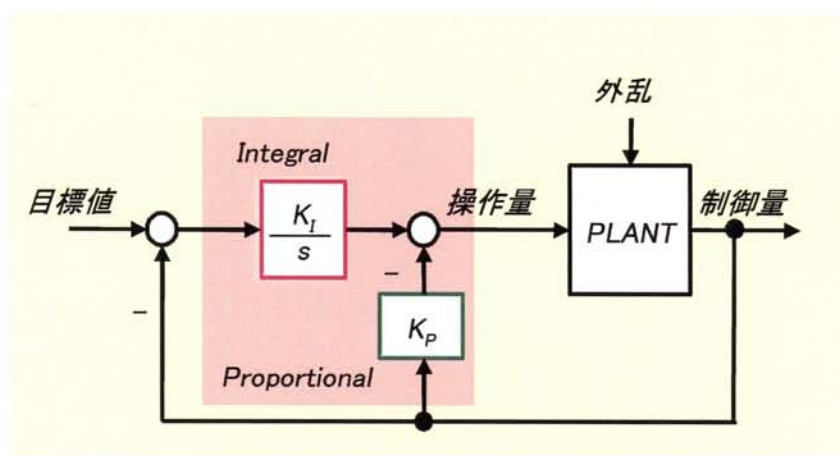 外乱
Integral
目標値
K_I
s
操作量
PLANT
制御量
−
−
K_P
Proportional